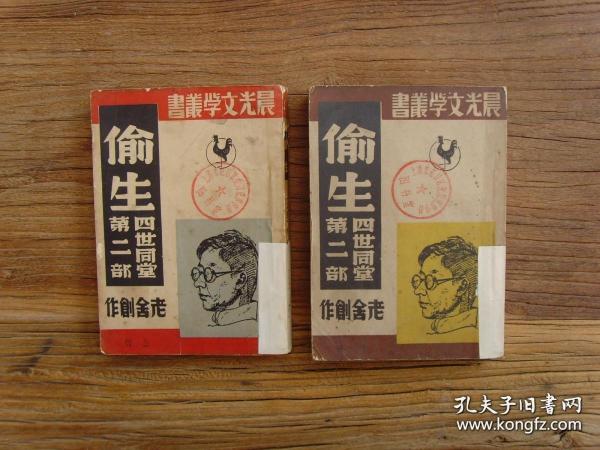 晨光文學叢書
偷生
四世同堂
第二部
老舍創作
晨光文學叢書
偷生
四世同堂
第二部
老舍創作
孔夫子旧书网
www.kongfz.com